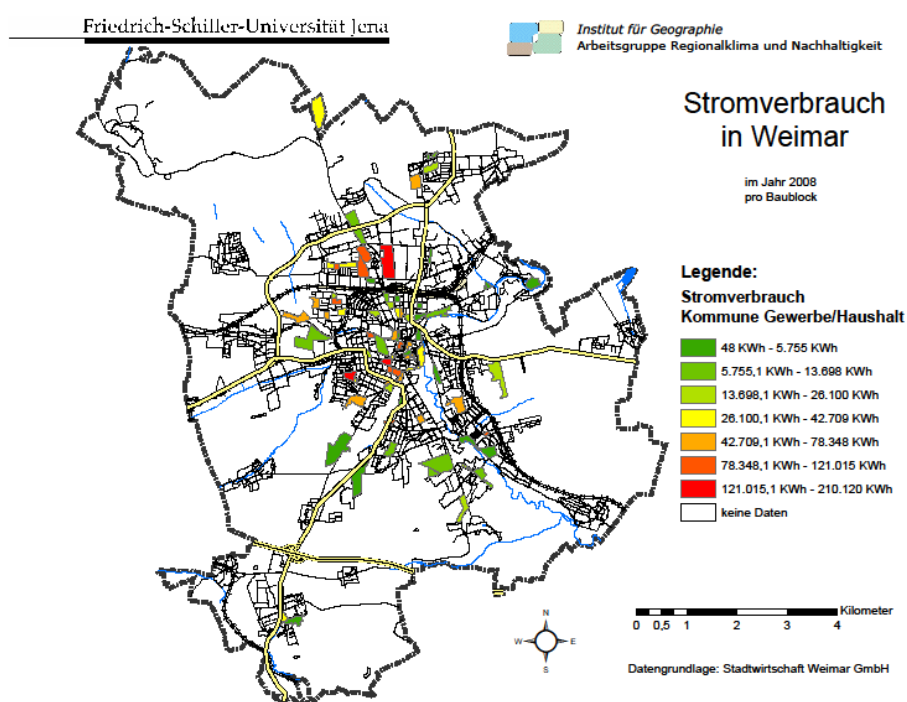 Friedrich-Schiller-Universität Jena
Institut für Geographie
Arbeitsgruppe Regionalklima und Nachhaltigkeit
Stromverbrauch
in Weimar
im Jahr 2008
pro Baublock
Legende:
Stromverbrauch
Kommune Gewerbe/Haushalt
48 KWh - 5.755 KWh
5.755,1 KWh - 13.698 KWh
13.698,1 KWh - 26.100 KWh
26.100,1 KWh - 42.709 KWh
42.709,1 KWh - 78.348 KWh
78.348,1 KWh - 121.015 KWh
121.015,1 KWh - 210.120 KWh
keine Daten
N
W E
S
Kilometer
0 0,5 1 2 3 4
Datengrundlage: Stadtwirtschaft Weimar GmbH